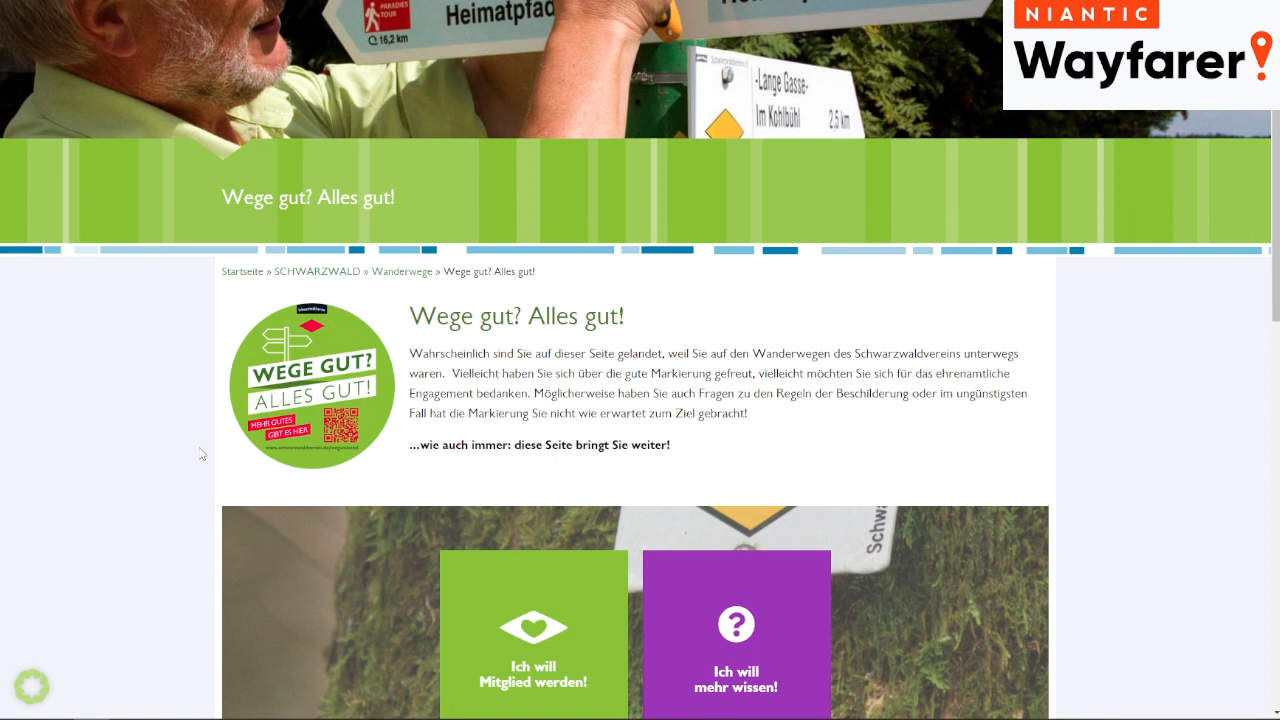 PARADIES
TOUR
16,2 km
Heimatpfad
-Lange Gasse-
Im Kohlbühl
2,5 km
NIANTIC
Wayfarer
Wege gut? Alles gut!
Startseite » SCHWARZWALD » Wanderwege » Wege gut? Alles gut!
WEGE GUT?
ALLES GUT!
MEHR GUTES
GIBT ES HIER
Wege gut? Alles gut!
Wahrscheinlich sind Sie auf dieser Seite gelandet, weil Sie auf den Wanderwegen des Schwarzwaldvereins unterwegs
waren. Vielleicht haben Sie sich über die gute Markierung gefreut, vielleicht möchten Sie sich für das ehrenamtliche
Engagement bedanken. Möglicherweise haben Sie auch Fragen zu den Regeln der Beschilderung oder im ungünstigsten
Fall hat die Markierung Sie nicht wie erwartet zum Ziel gebracht!
...wie auch immer: diese Seite bringt Sie weiter!
Schwa
Ich will
Mitglied werden!
Ich will
mehr wissen!